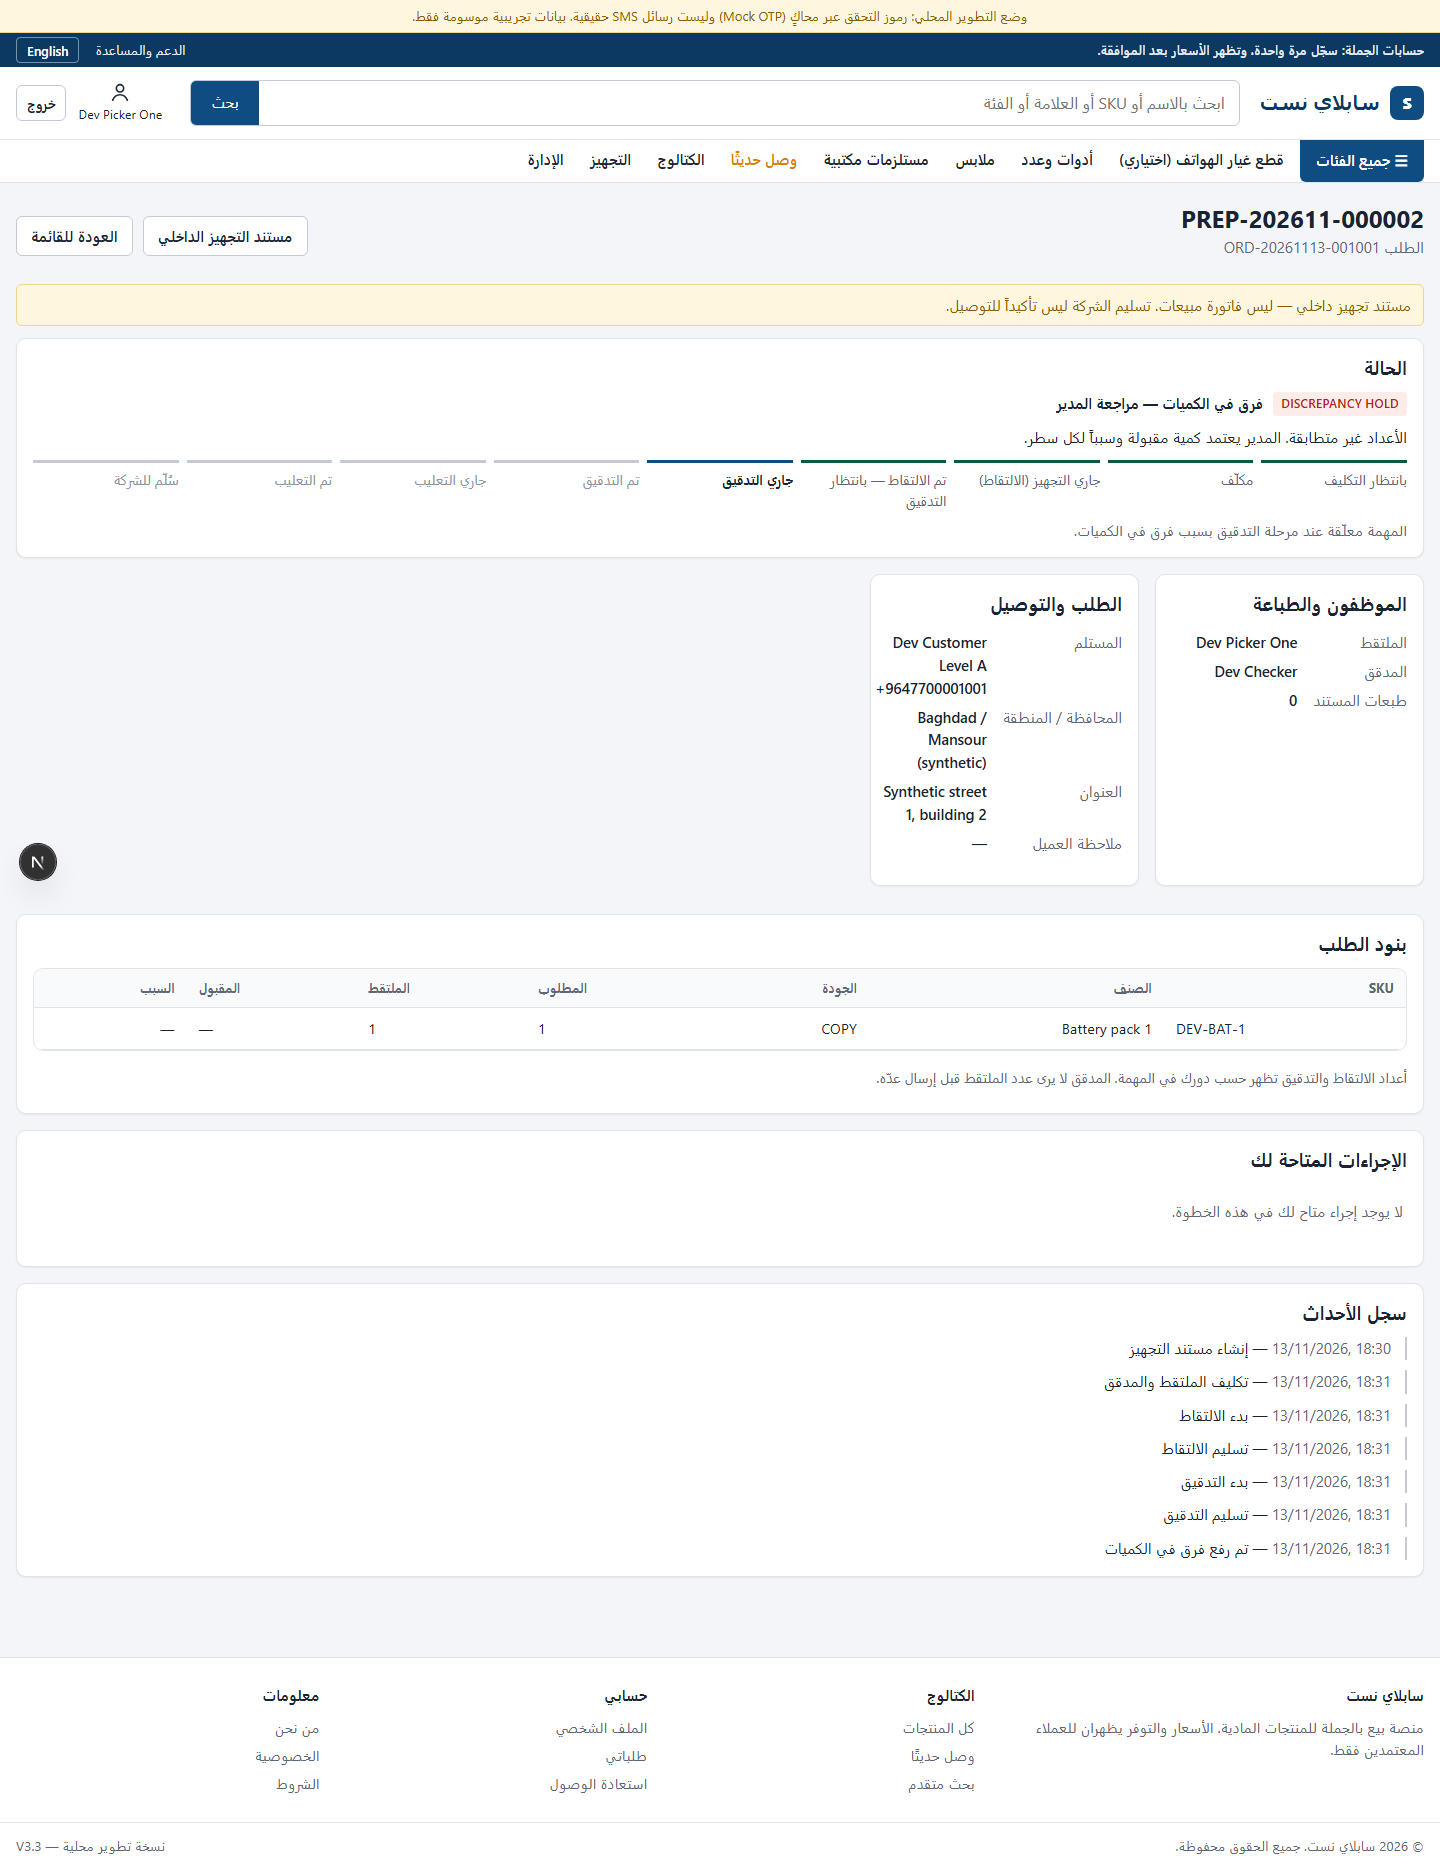 وضع التطوير المحلي: رموز التحقق عبر محاكٍ (Mock OTP) وليست رسائل SMS حقيقية. بيانات تجريبية موسومة فقط.
حسابات الجملة: سجّل مرة واحدة، وتظهر الأسعار بعد الموافقة.
الدعم والمساعدة
English
S
سابلاي نست
ابحث بالاسم أو SKU أو العلامة أو الفئة
بحث
Dev Picker One
خروج
☰ جميع الفئات
قطع غيار الهواتف (اختياري)
أدوات وعدد
ملابس
مستلزمات مكتبية
وصل حديثًا
الكتالوج
التجهيز
الإدارة
PREP-202611-000002
الطلب ORD-20261113-001001
مستند التجهيز الداخلي
العودة للقائمة
مستند تجهيز داخلي — ليس فاتورة مبيعات. تسليم الشركة ليس تأكيداً للتوصيل.
الحالة
DISCREPANCY HOLD
فرق في الكميات — مراجعة المدير
الأعداد غير متطابقة. المدير يعتمد كمية مقبولة وسبباً لكل سطر.
بانتظار التكليف
مكلّف
جاري التجهيز (الالتقاط)
تم الالتقاط — بانتظار
التدقيق
جاري التدقيق
تم التدقيق
جاري التعليب
تم التعليب
سُلّم للشركة
المهمة معلّقة عند مرحلة التدقيق بسبب فرق في الكميات.
الموظفون والطباعة
الملتقط
Dev Picker One
المدقق
Dev Checker
طبعات المستند
0
الطلب والتوصيل
المستلم
Dev Customer
Level A
+9647700001001
المحافظة / المنطقة
Baghdad /
Mansour
(synthetic)
العنوان
Synthetic street
1, building 2
ملاحظة العميل
—
N
بنود الطلب
SKU
الصنف
الجودة
المطلوب
الملتقط
المقبول
السبب
DEV-BAT-1
Battery pack 1
COPY
1
1
—
—
أعداد الالتقاط والتدقيق تظهر حسب دورك في المهمة. المدقق لا يرى عدد الملتقط قبل إرسال عدّه.
الإجراءات المتاحة لك
لا يوجد إجراء متاح لك في هذه الخطوة.
سجل الأحداث
13/11/2026, 18:30 — إنشاء مستند التجهيز
13/11/2026, 18:31 — تكليف الملتقط والمدقق
13/11/2026, 18:31 — بدء الالتقاط
13/11/2026, 18:31 — تسليم الالتقاط
13/11/2026, 18:31 — بدء التدقيق
13/11/2026, 18:31 — تسليم التدقيق
13/11/2026, 18:31 — تم رفع فرق في الكميات
سابلاي نست
منصة بيع بالجملة للمنتجات المادية. الأسعار والتوفر يظهران للعملاء
المعتمدين فقط.
الكتالوج
كل المنتجات
وصل حديثًا
بحث متقدم
حسابي
الملف الشخصي
طلباتي
استعادة الوصول
معلومات
من نحن
الخصوصية
الشروط
© 2026 سابلاي نست. جميع الحقوق محفوظة.
نسخة تطوير محلية — V3.3